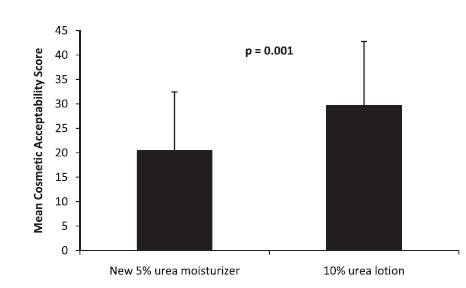 Mean Cosmetic Acceptability Score
45
40
35
30
25
20
15
10
5
0
p = 0.001
New 5% urea moisturizer
10% urea lotion